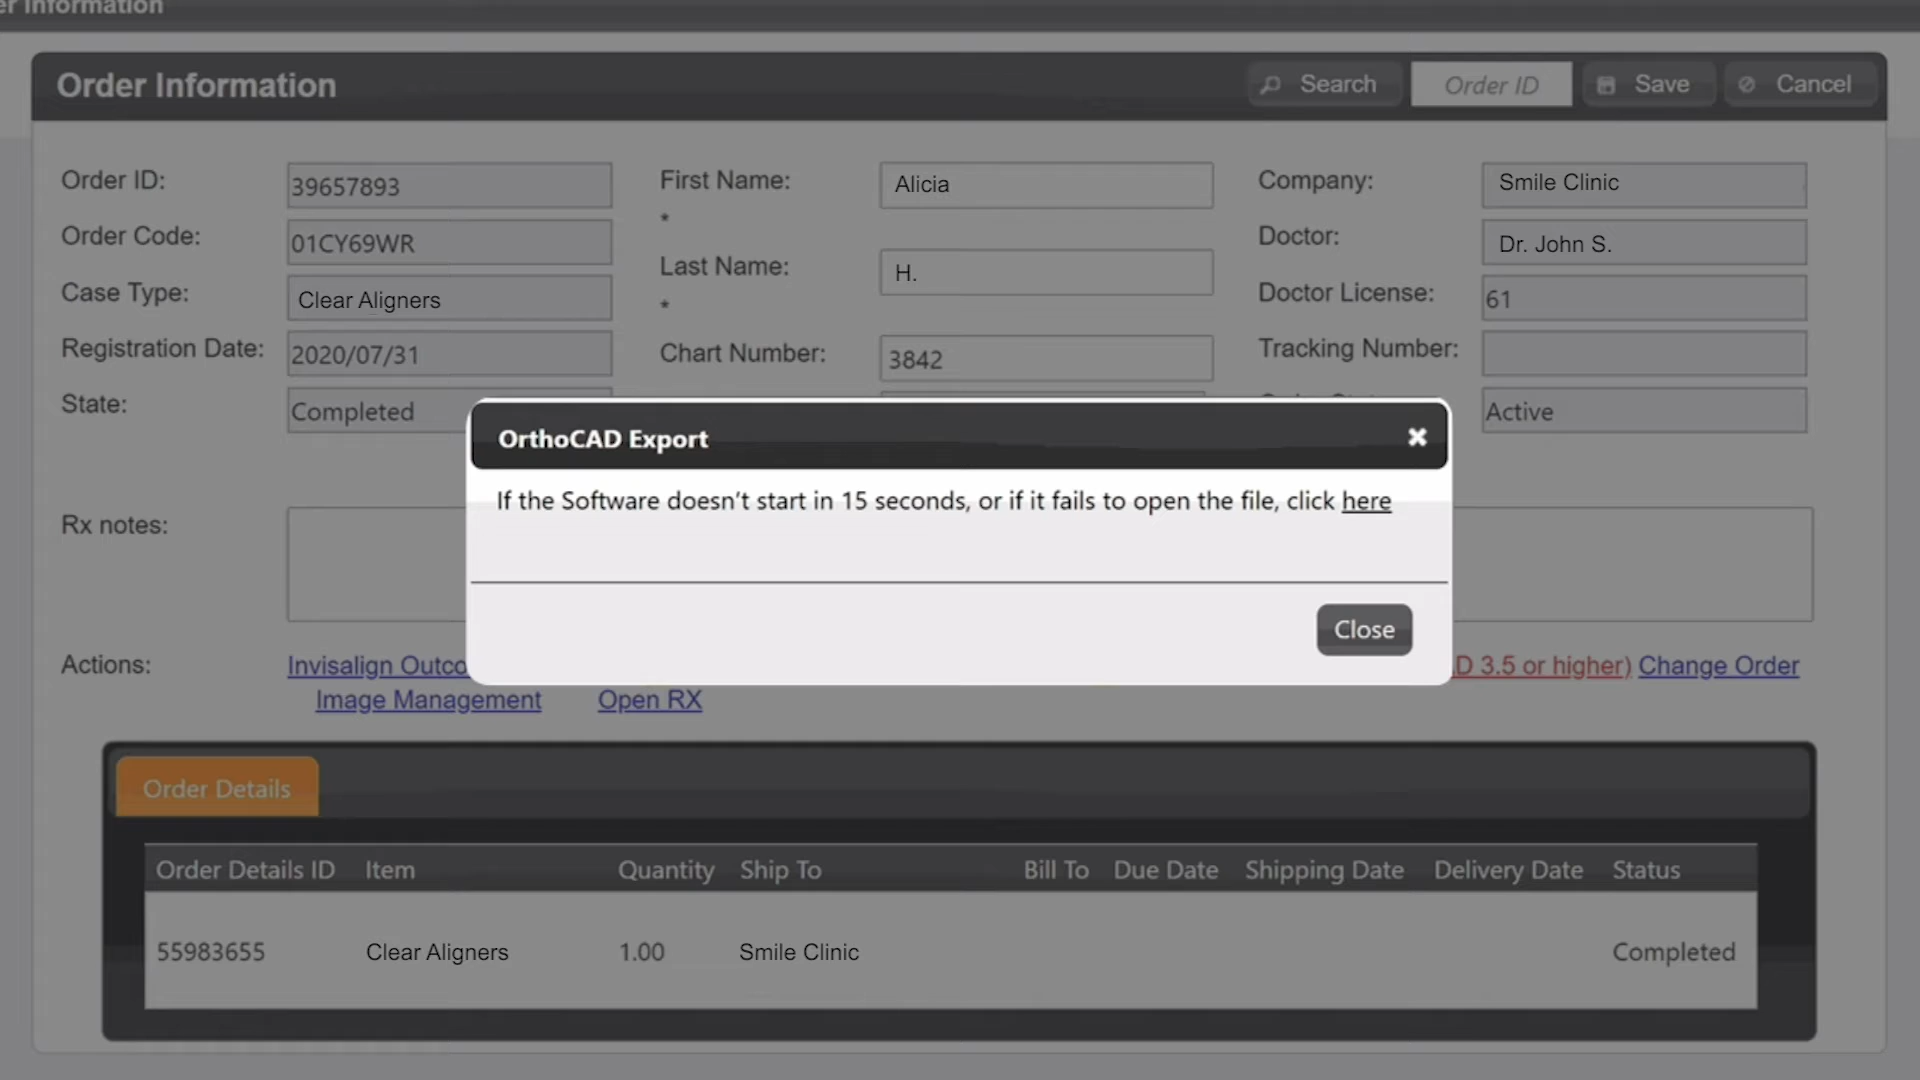 er Information
Order Information
Search
Order ID
Save
Cancel
Order ID: 39657893
First Name: Alicia
Company: Smile Clinic
*
Order Code: 01CY69WR
Doctor: Dr. John S.
Last Name: H.
Case Type: Clear Aligners
Doctor License: 61
*
Registration Date: 2020/07/31
Chart Number: 3842
Tracking Number:
State: Completed
Active
OrthoCAD Export
If the Software doesn't start in 15 seconds, or if it fails to open the file, click here
Close
Rx notes:
Actions: Invisalign Outco
D 3.5 or higher) Change Order
Image Management Open RX
Order Details
Order Details ID Item Quantity Ship To Bill To Due Date Shipping Date Delivery Date Status
55983655 Clear Aligners 1.00 Smile Clinic Completed